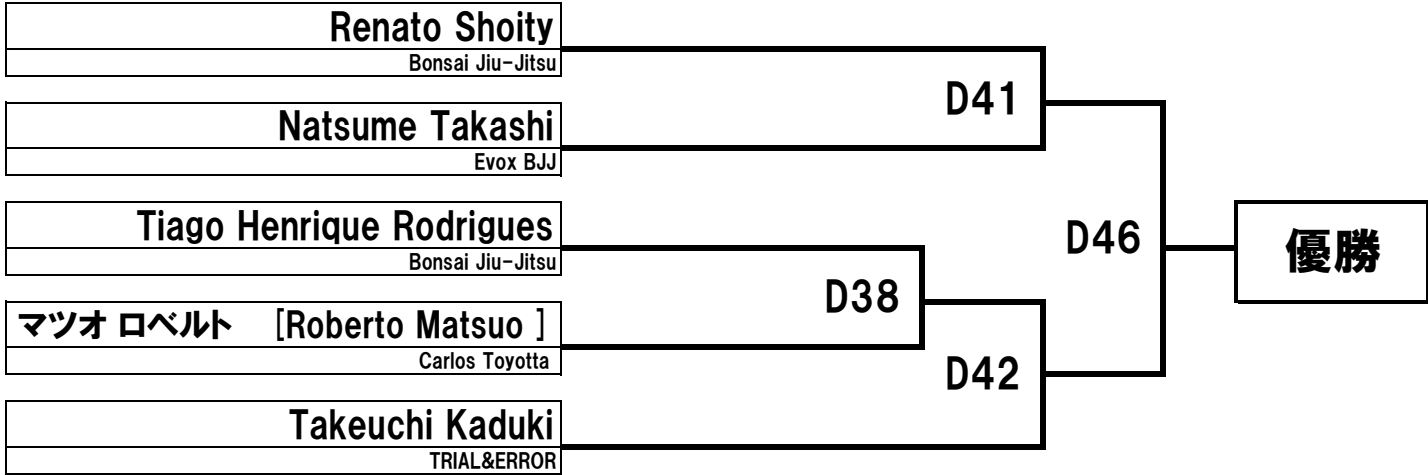 Renato Shoity
Bonsai Jiu-Jitsu
D41
Natsume Takashi
Evox BJJ
Tiago Henrique Rodrigues
Bonsai Jiu-Jitsu
D46
優勝
D38
マツオ ロベルト [Roberto Matsuo ]
Carlos Toyotta
D42
Takeuchi Kaduki
TRIAL&ERROR